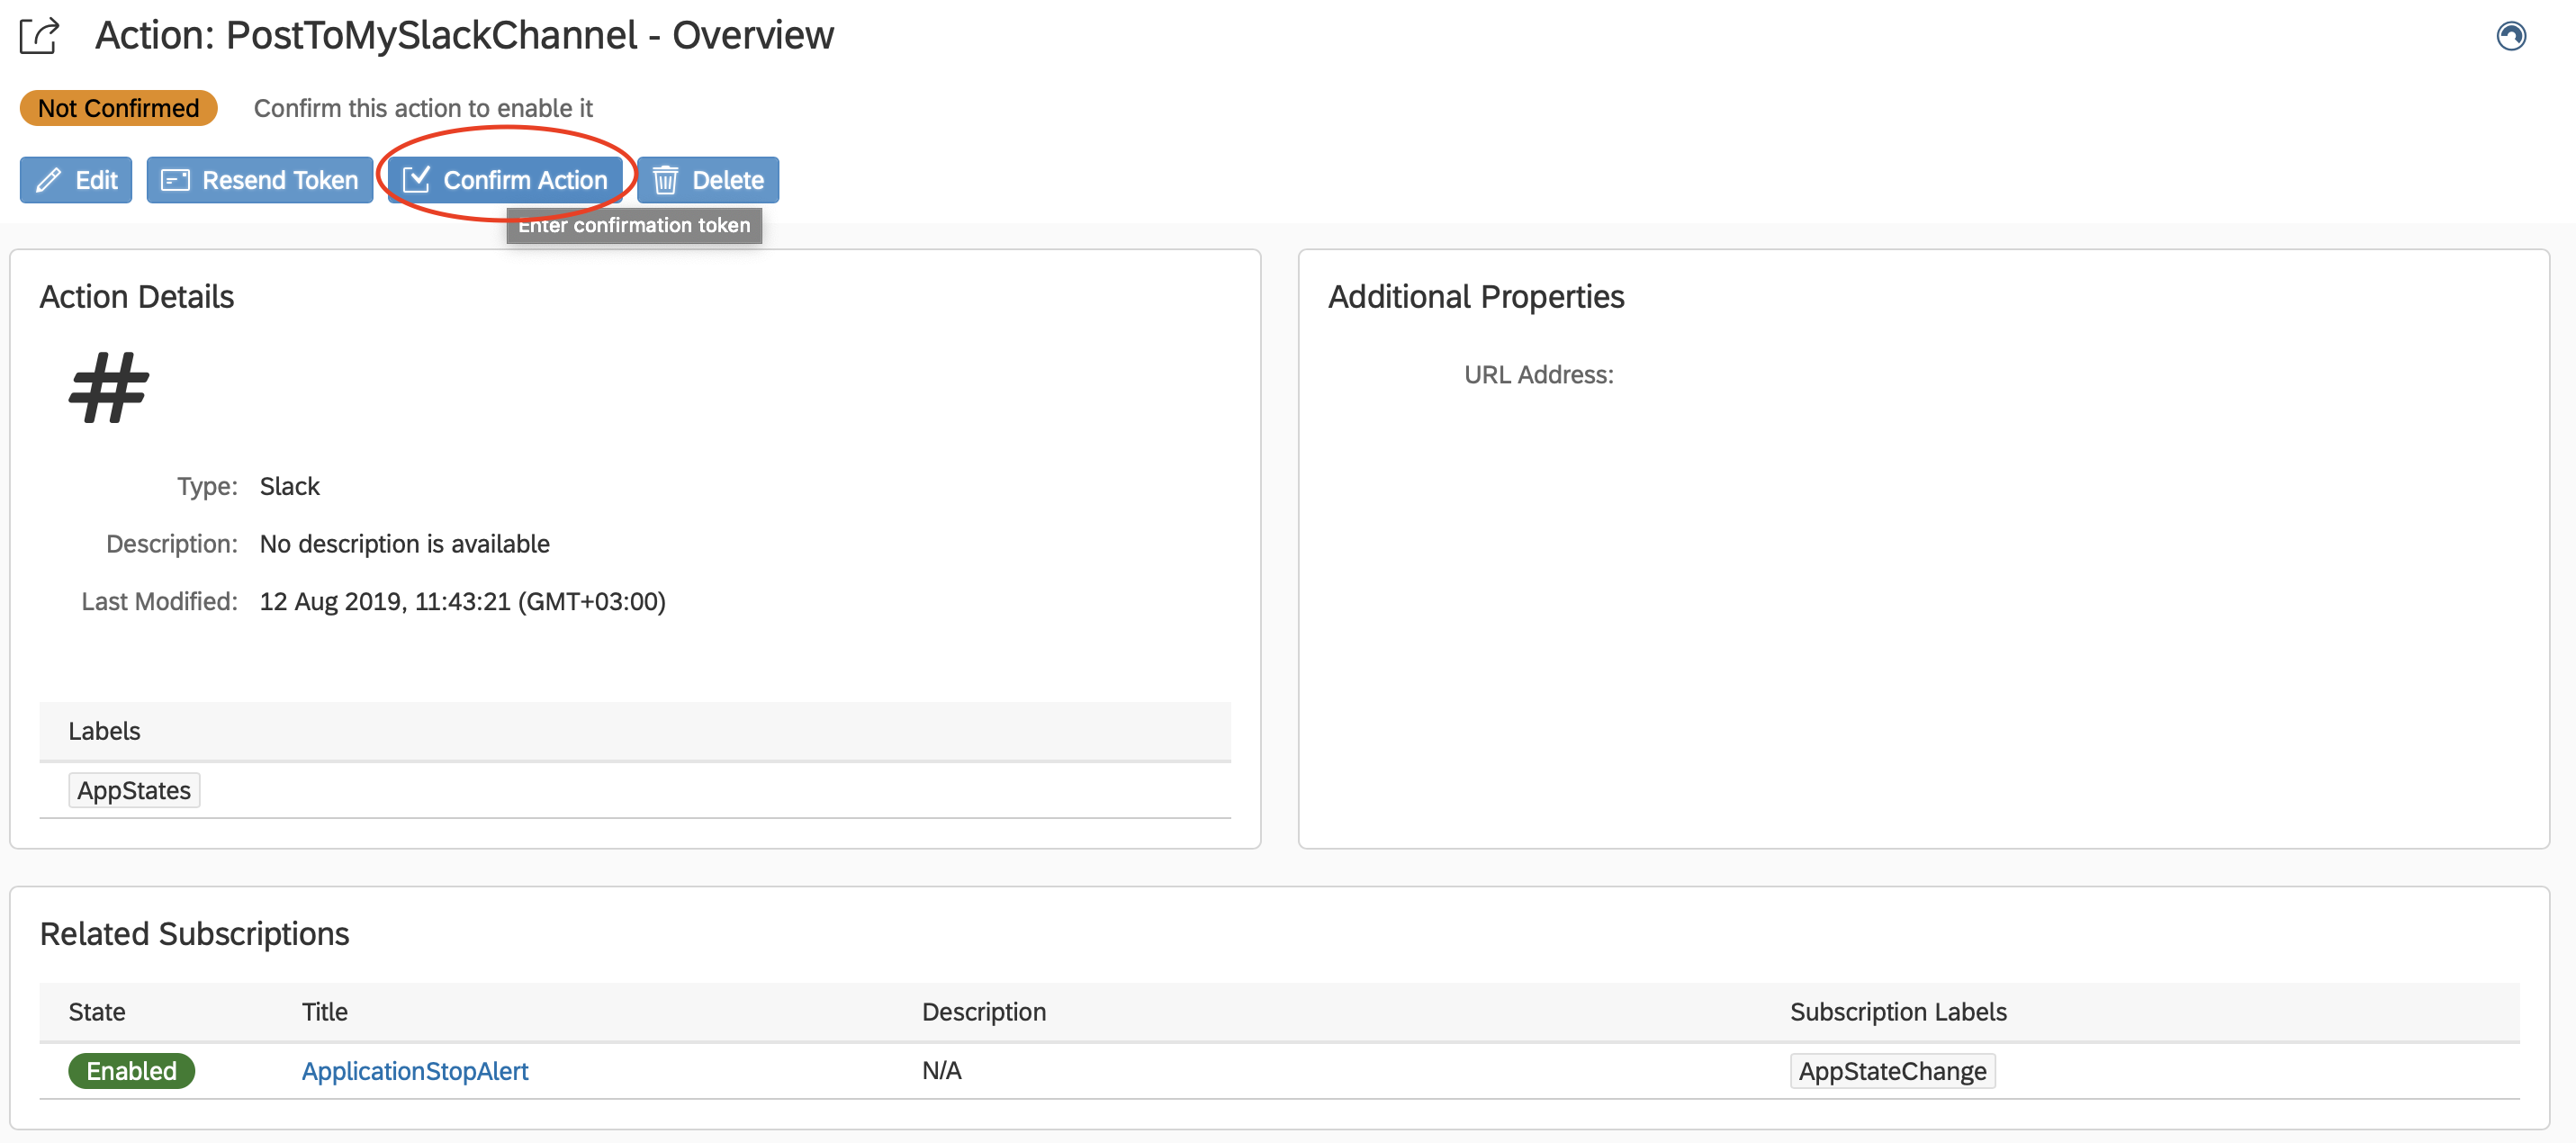 Action: PostToMySlackChannel - Overview
Not Confirmed Confirm this action to enable it
Edit Resend Token Confirm Action Delete
Enter confirmation token
Action Details
Type: Slack
Description: No description is available
Last Modified: 12 Aug 2019, 11:43:21 (GMT+03:00)
Labels
AppStates
Additional Properties
URL Address:
Related Subscriptions
State Title Description Subscription Labels
Enabled ApplicationStopAlert N/A AppStateChange